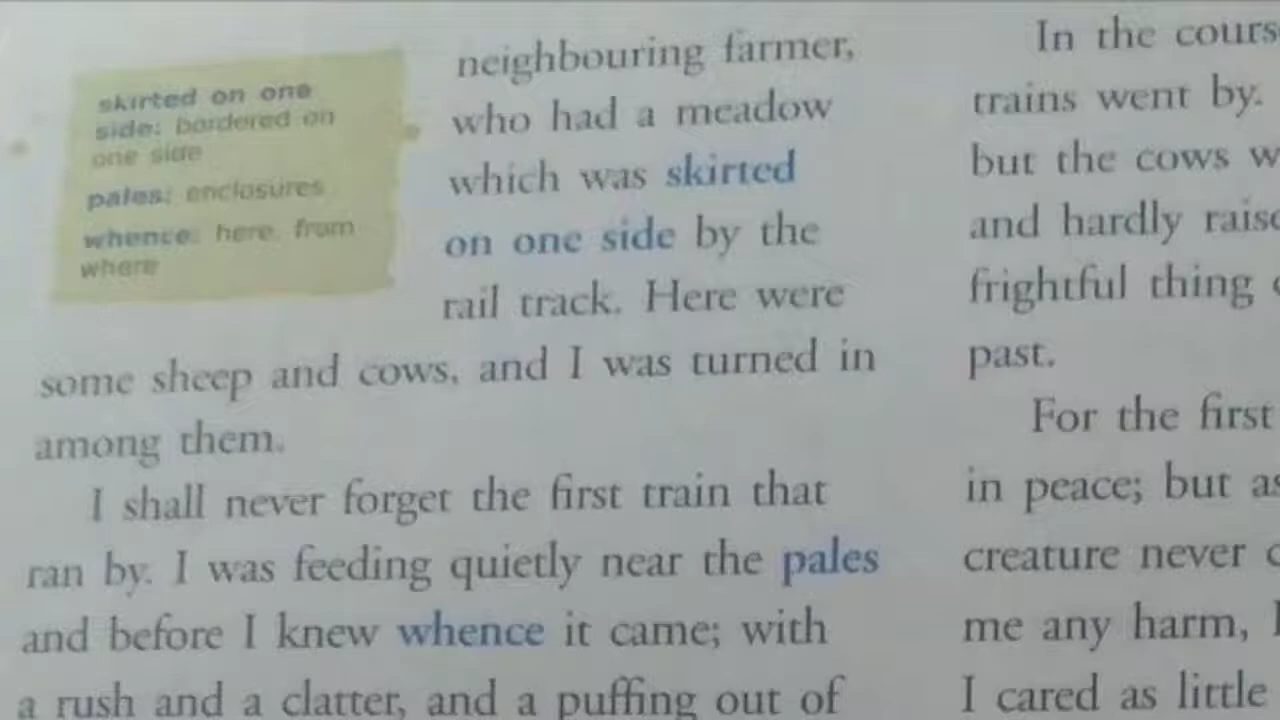 skirted on one
side: bordered on
one side
pales: enclosures
whence: here, from
where
neighbouring farmer,
who had a meadow
which was skirted
on one side by the
rail track. Here were
some sheep and cows, and I was turned in
among them.
I shall never forget the first train that
ran by. I was feeding quietly near the pales
and before I knew whence it came; with
a rush and a clatter, and a puffing out of
In the cours
trains went by.
but the cows w
and hardly raise
frightful thing
past.
For the first
in peace; but as
creature never
me any harm,
I cared as little